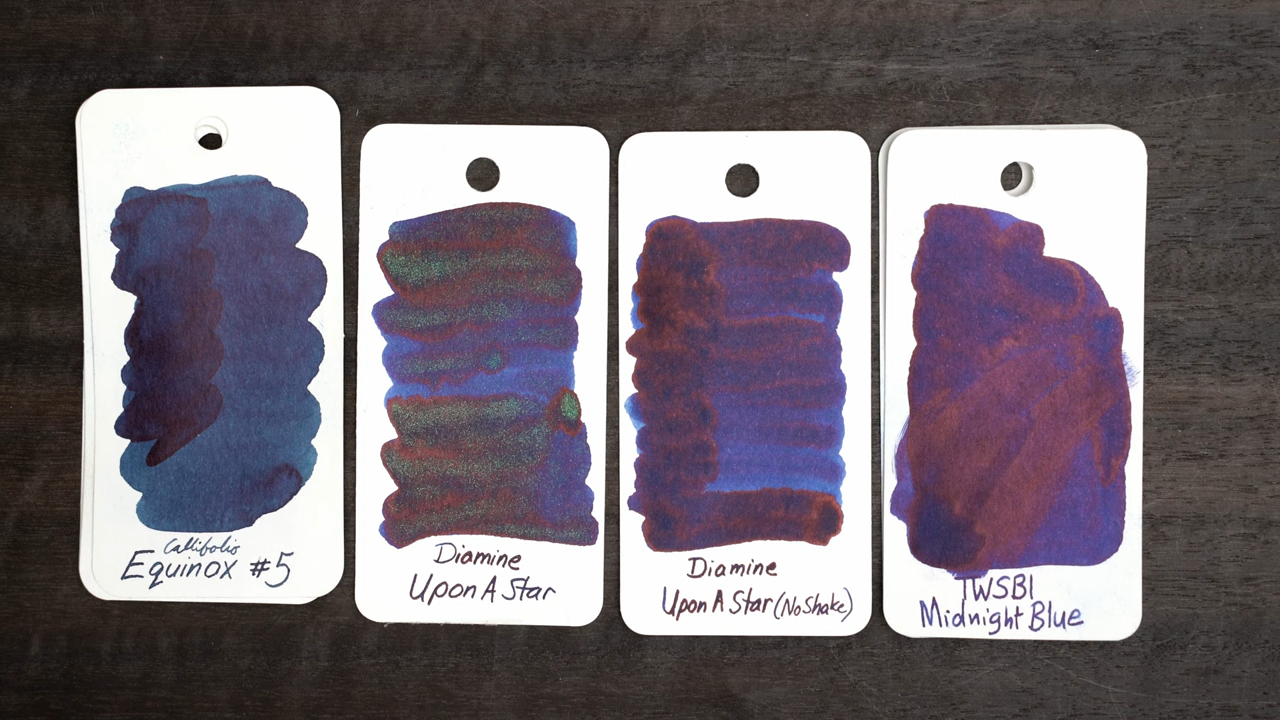 Callifolio
Equinox #5
Diamine
Upon A Star
Diamine
Upon A Star (No Shake)
TWSBI
Midnight Blue